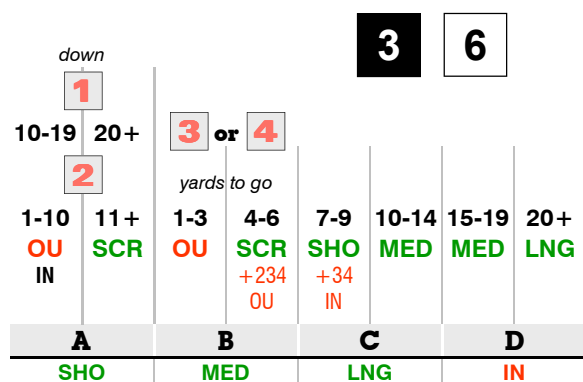 3 6
down
1
10-19 20+ 3 or 4
2
yards to go
1-10 11+ 1-3 4-6 7-9 10-14 15-19 20+
OU SCR OU SCR SHO MED MED LNG
IN +234 +34
OU IN
A B C D
SHO MED LNG IN